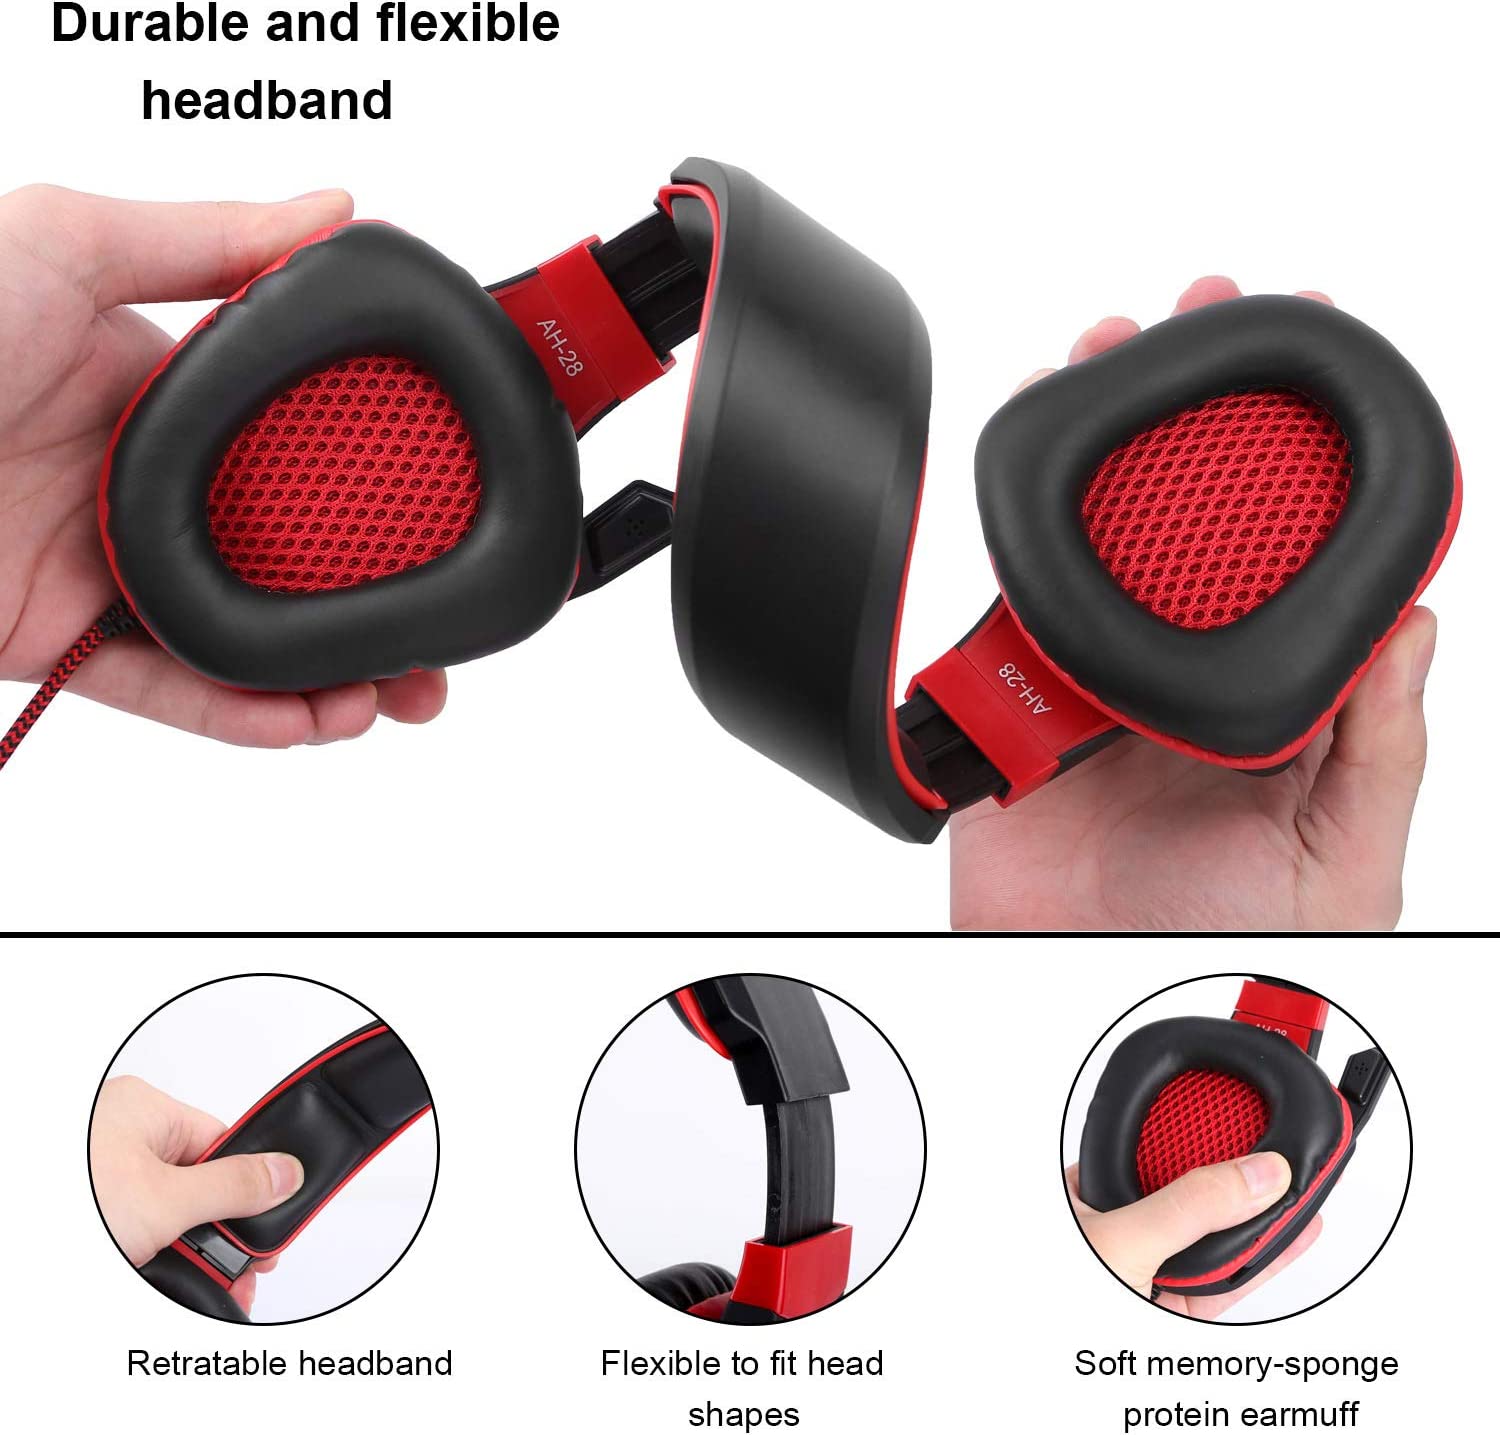 Durable and flexible
headband
AH-28
AH-28
Retratable headband
Flexible to fit head
shapes
Soft memory-sponge
protein earmuff